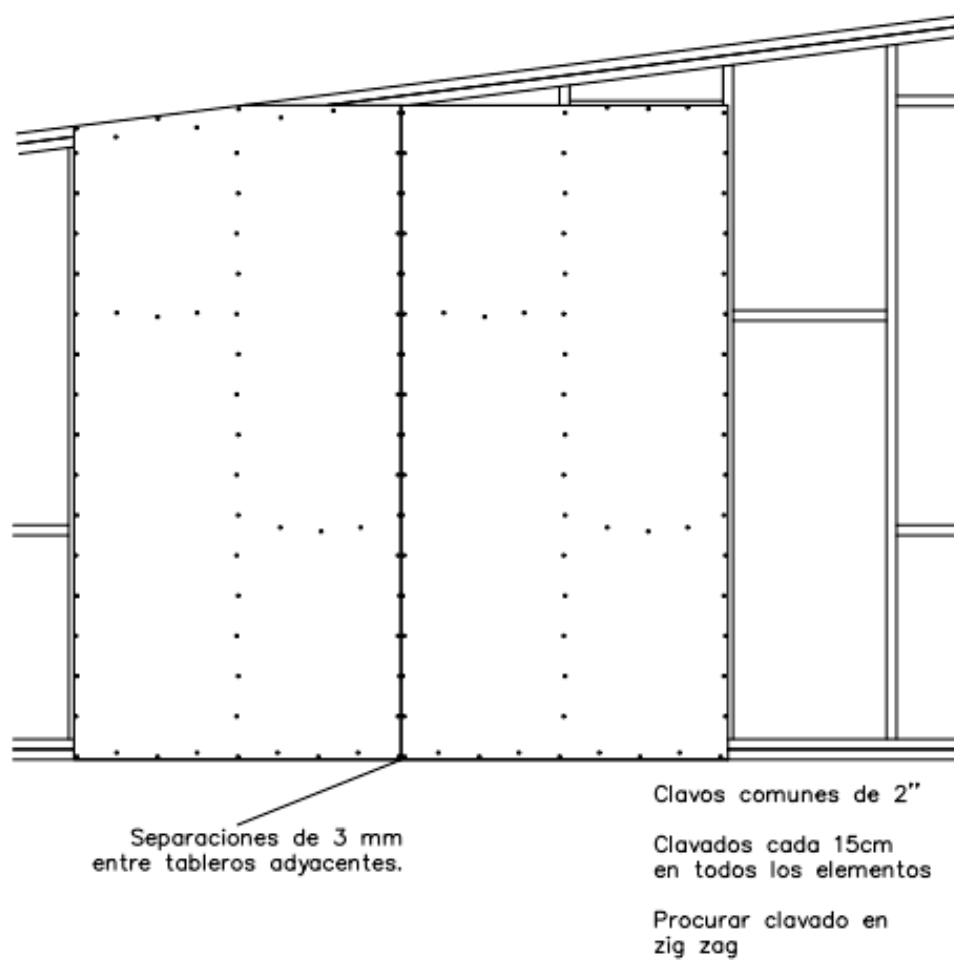 Separaciones de 3 mm
entre tableros adyacentes.
Clavos comunes de 2”
Clavados cada 15cm
en todos los elementos
Procurar clavado en
zig zag